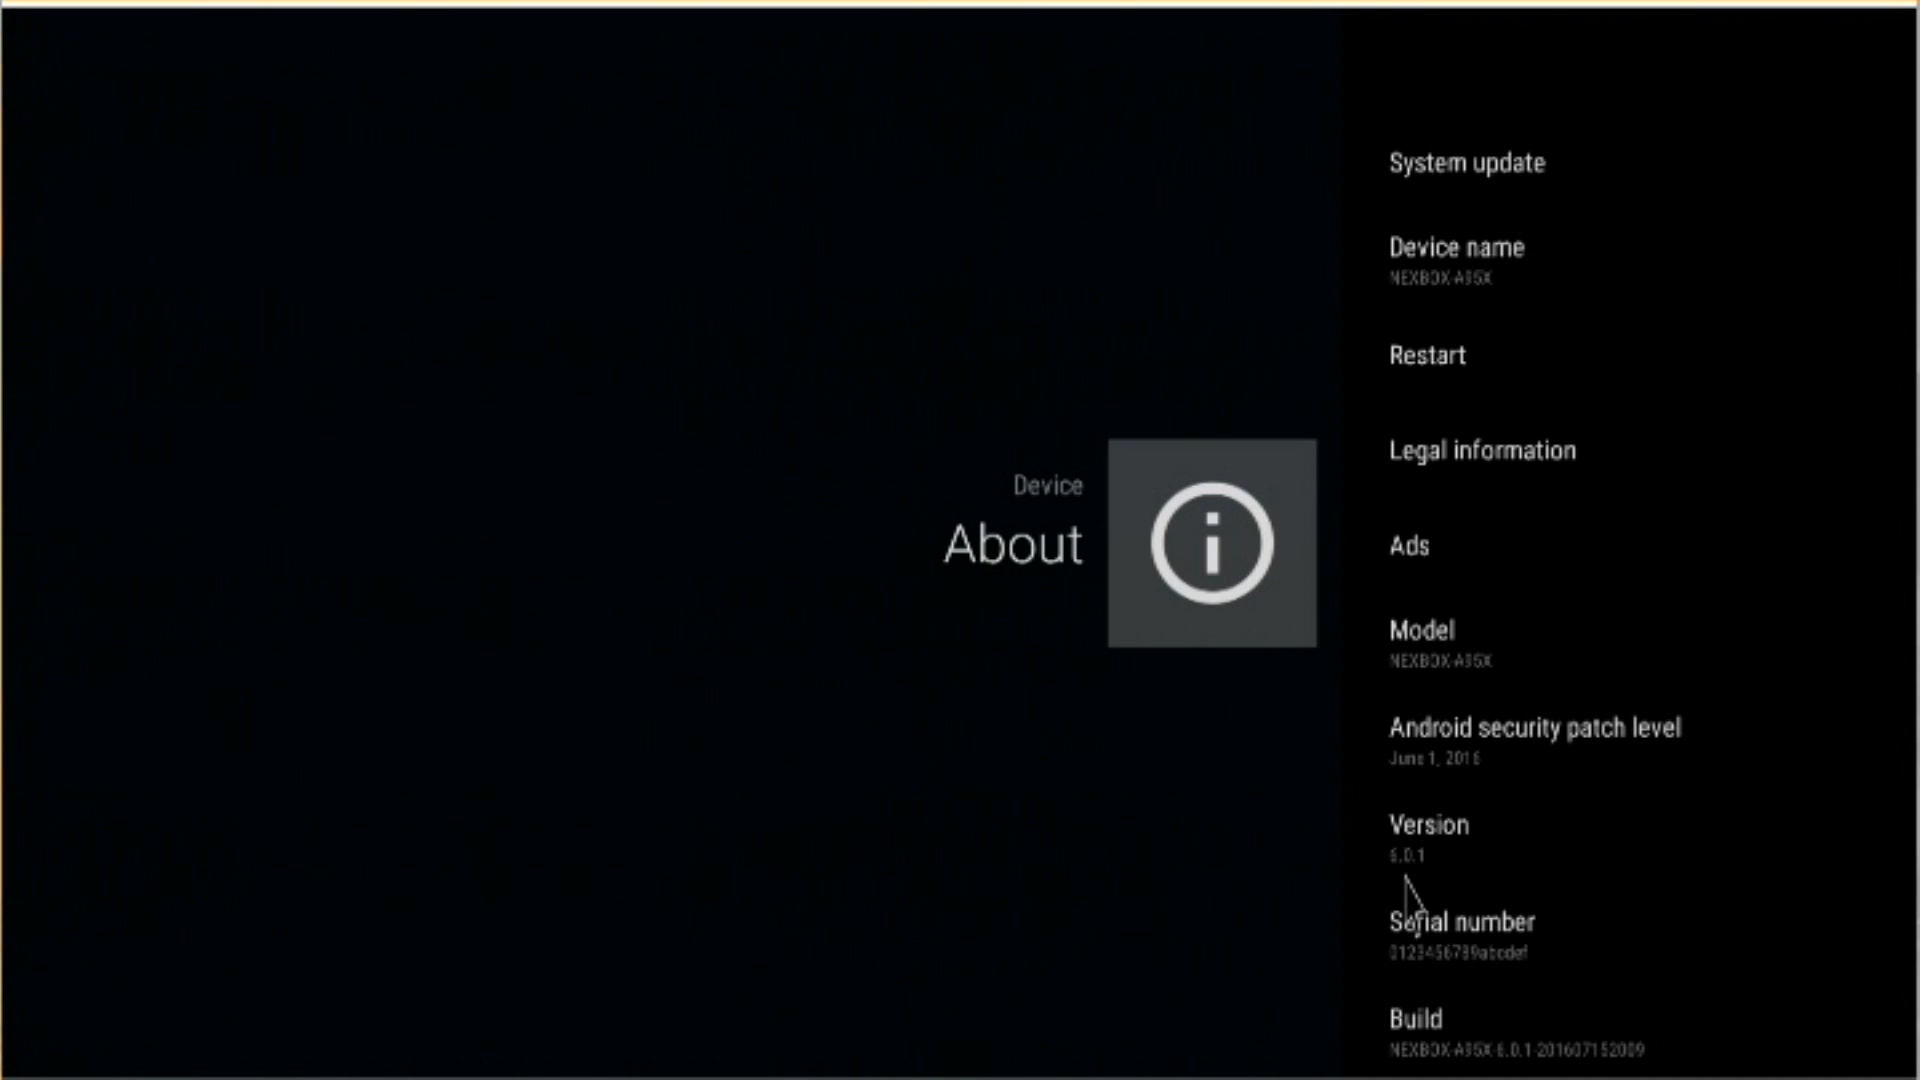 System update
Device name
NEXBOX-A95X
Restart
Legal information
Device
About
Ads
Model
NEXBOX-A95X
Android security patch level
June 1, 2016
Version
6.0.1
Serial number
0123456789abcdef
Build
NEXBOX-A95X-6.0.1-201607152009